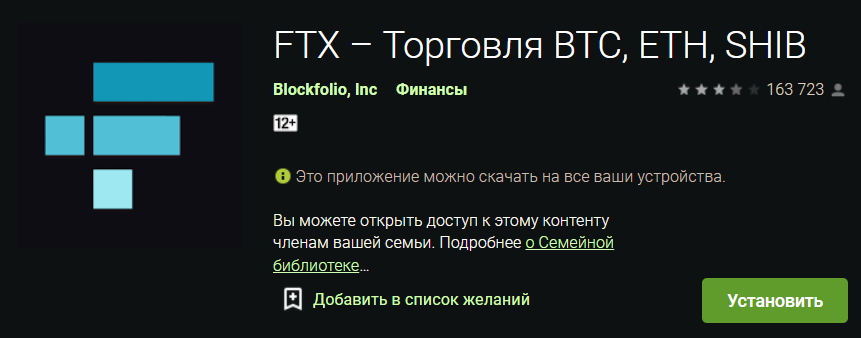 FTX – Торговля BTC, ETH, SHIB
Blockfolio, Inc Финансы 163 723
12+
Это приложение можно скачать на все ваши устройства.
Вы можете открыть доступ к этому контенту
членам вашей семьи. Подробнее о Семейной
библиотеке…
Добавить в список желаний
Установить